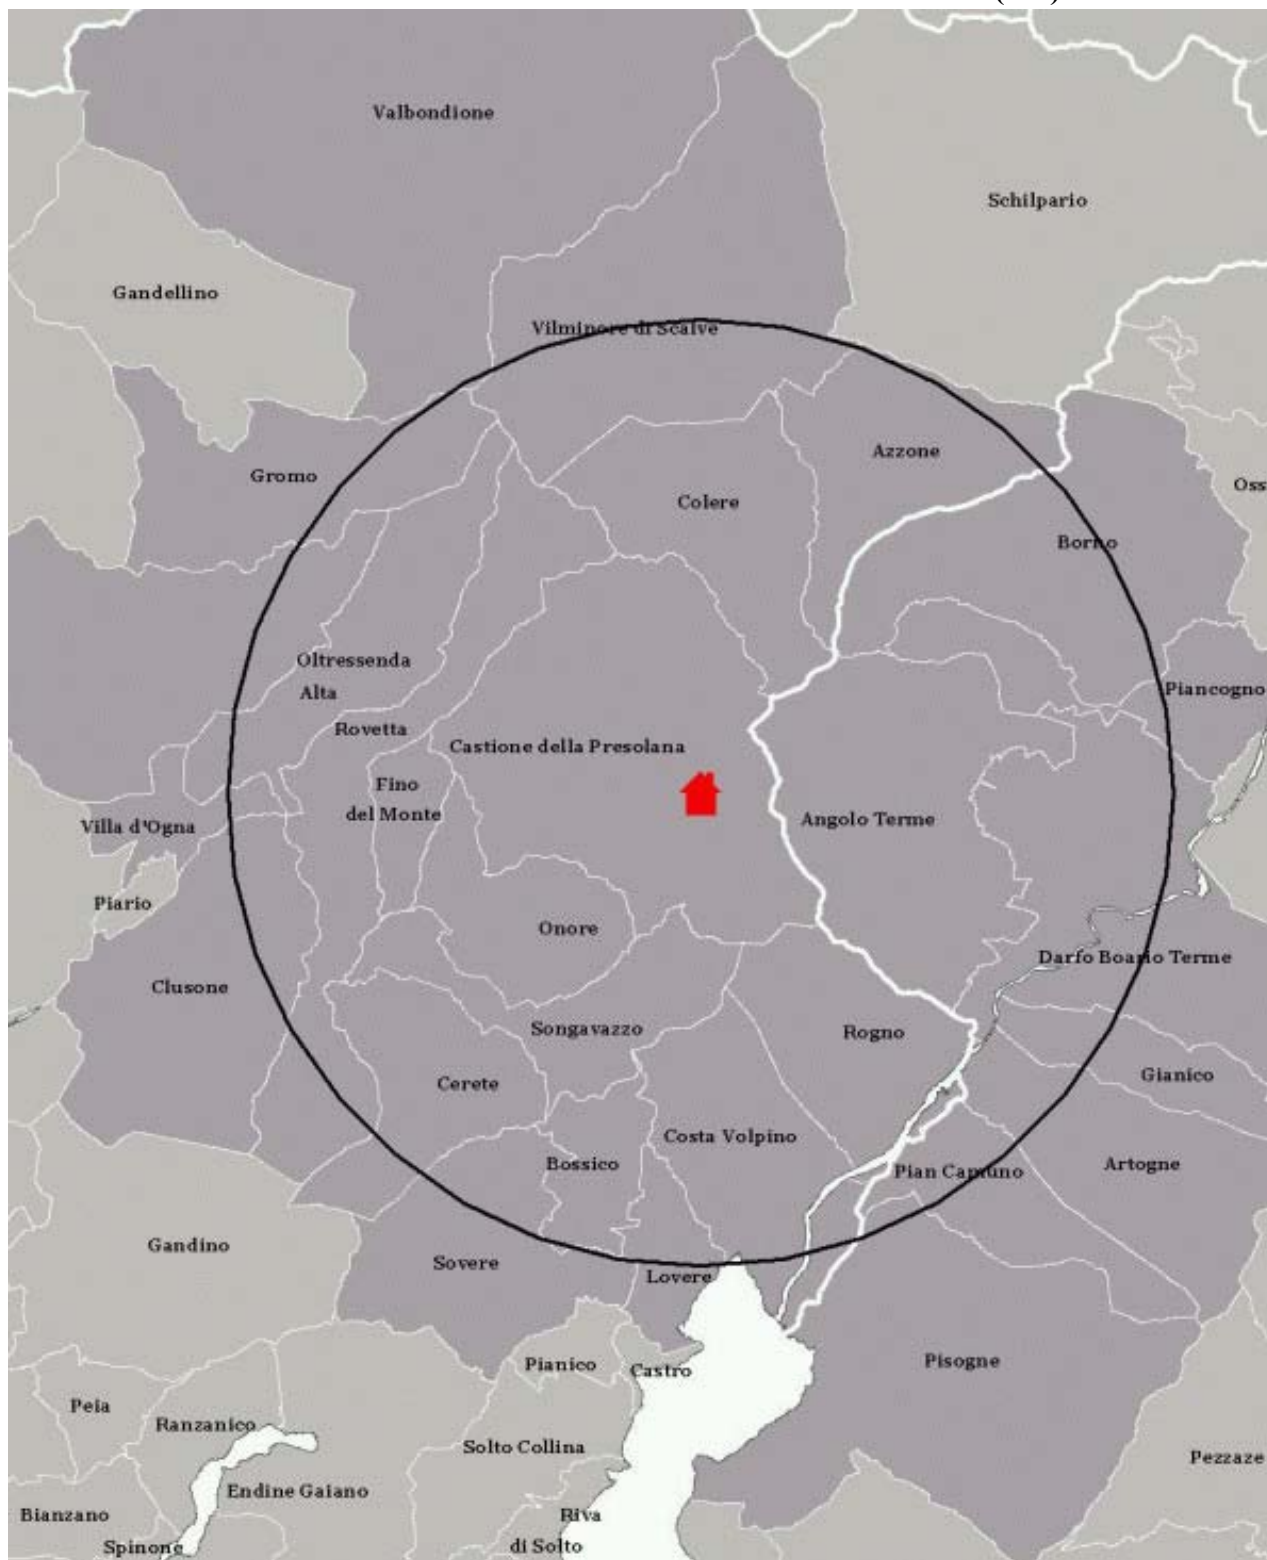 Valbondione
Schilpario
Gandellino
Vilminore di Scalve
Azzone
Gromo
Colere
Borno
Oltressenda
Alta
Piancogno
Rovetta
Castione della Presolana
Fino
del Monte
Angolo Terme
Villa d'Ogna
Piario
Onore
Darfo Boario Terme
Clusone
Songavazzo
Rogno
Gianico
Cerete
Costa Volpino
Bossico
Pian Camuno
Artogne
Gandino
Sovere
Lovere
Pisogne
Pianico
Castro
Peia
Ranzanico
Solto Collina
Pezzaze
Endine Gaiano
Bianzano
Riva
di Solto
Spinone